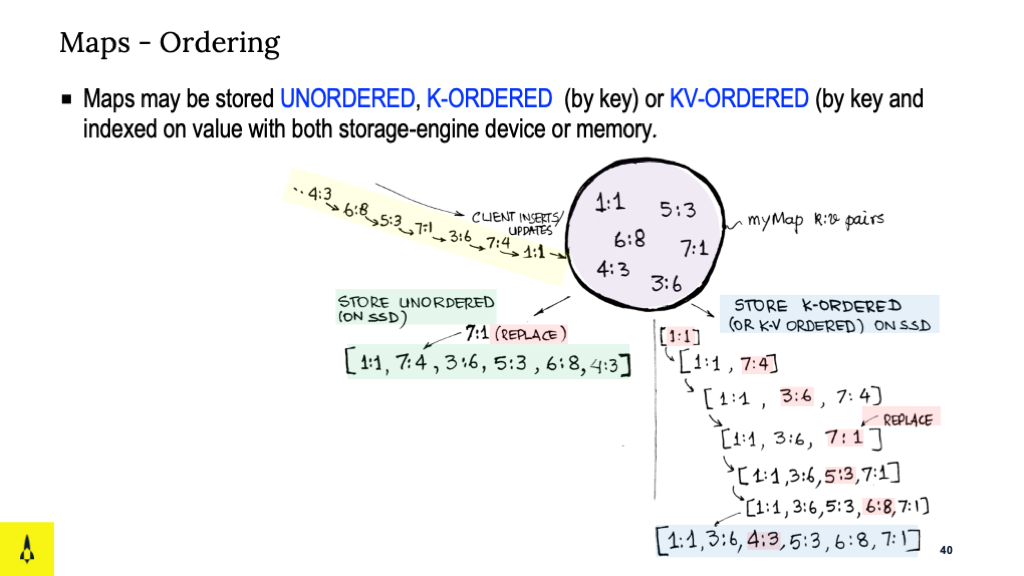 Maps - Ordering
▪ Maps may be stored UNORDERED, K-ORDERED (by key) or KV-ORDERED (by key and
indexed on value with both storage-engine device or memory.
·· 4:3 → 6:8 → 5:3 → 7:1 → 3:6 → 7:4 → 1:1 →
CLIENT INSERTS/
UPDATES
1:1 5:3
6:8 7:1
4:3 3:6
myMap k:v pairs
STORE UNORDERED
(ON SSD)
7:1 (REPLACE)
[1:1, 7:4, 3:6, 5:3, 6:8, 4:3]
STORE K-ORDERED
(OR K-V ORDERED) ON SSD
[1:1]
[1:1, 7:4]
[1:1, 3:6, 7:4]
REPLACE
[1:1, 3:6, 7:1]
[1:1,3:6,5:3,7:1]
[1:1,3:6,5:3,6:8,7:1]
[1:1,3:6,4:3,5:3,6:8,7:1]
40